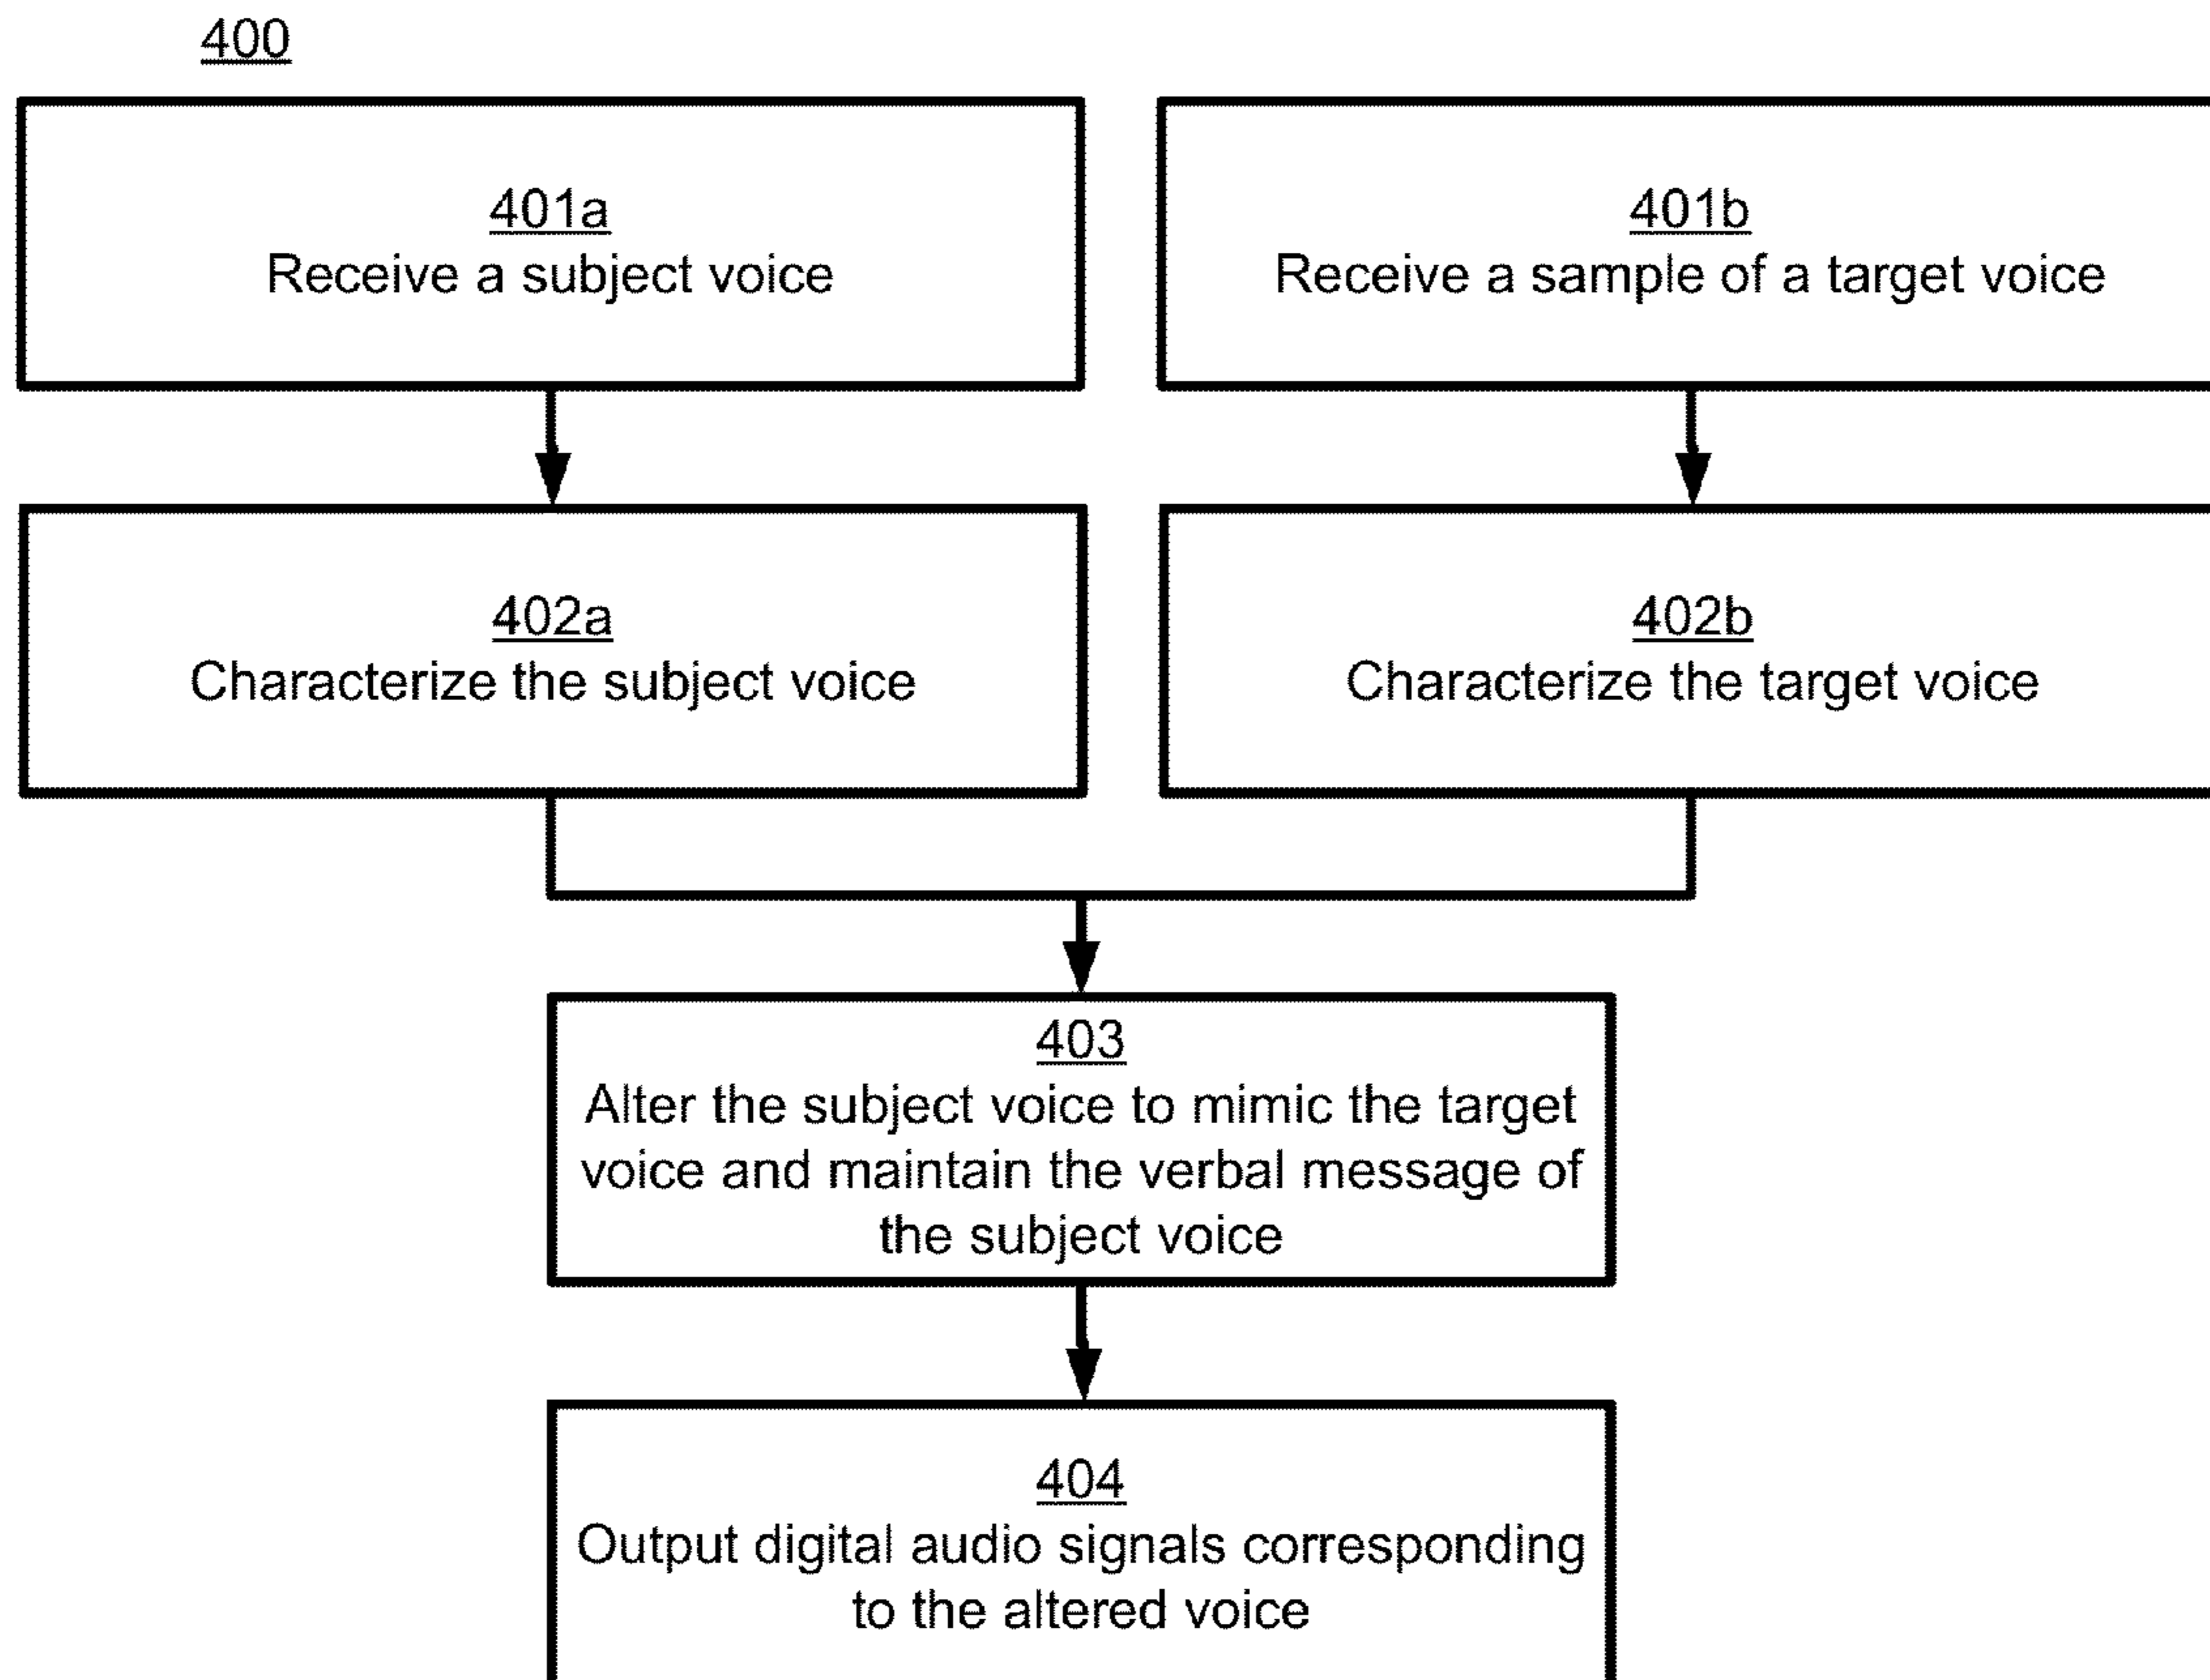 400
401a
Receive a subject voice
401b
Receive a sample of a target voice
402a
Characterize the subject voice
402b
Characterize the target voice
403
Alter the subject voice to mimic the target
voice and maintain the verbal message of
the subject voice
404
Output digital audio signals corresponding
to the altered voice